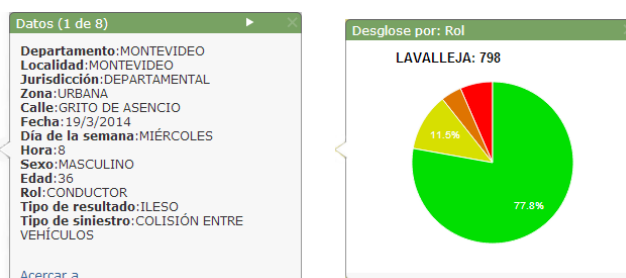 Datos (1 de 8)
Departamento:MONTEVIDEO
Localidad:MONTEVIDEO
Jurisdicción:DEPARTAMENTAL
Zona:URBANA
Calle:GRITO DE ASENCIO
Fecha:19/3/2014
Día de la semana:MIÉRCOLES
Hora:8
Sexo:MASCULINO
Edad:36
Rol:CONDUCTOR
Tipo de resultado:ILESO
Tipo de siniestro:COLISIÓN ENTRE
VEHÍCULOS
Acercar a
Desglose por: Rol
LAVALLEJA: 798
11.5%
77.8%